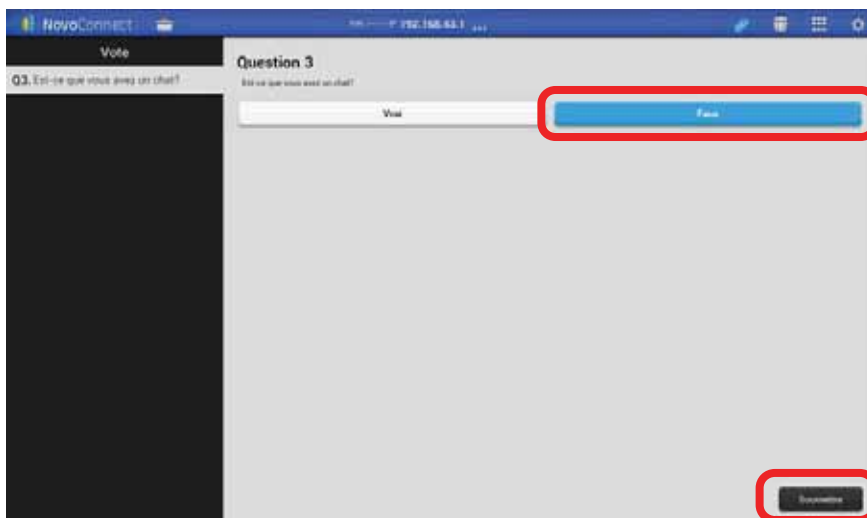 NovoConnect
192.168.63.1 ...
Vote
Q3. Est-ce que vous avez un chat?
Question 3
Est-ce que vous avez un chat?
Vrai
Faux
Soumettre